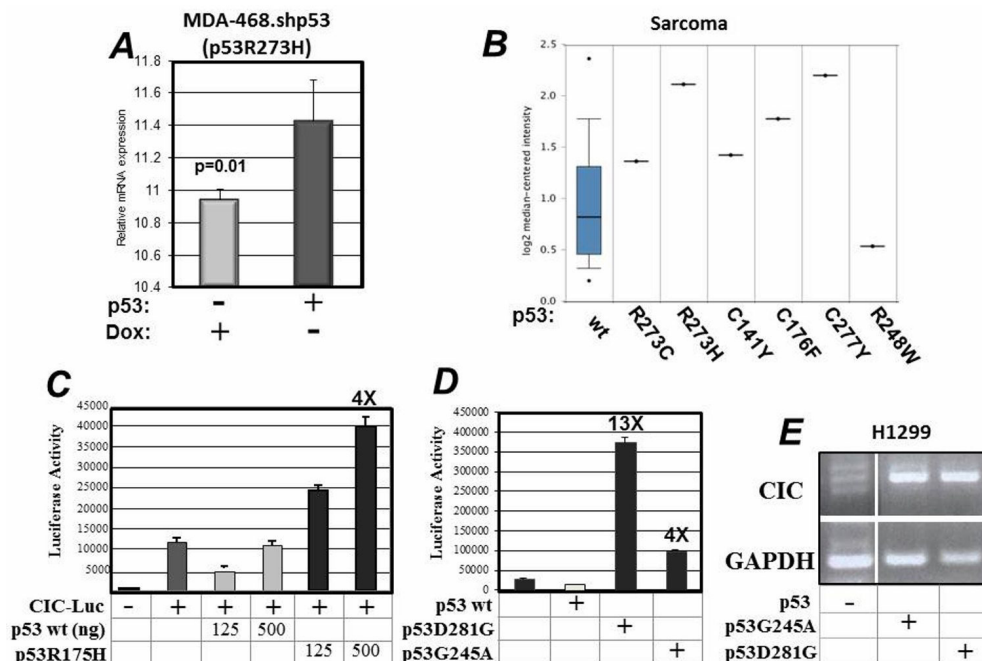 A
MDA-468.shp53
(p53R273H)
Relative mRNA expression
11.8
11.6
11.4
11.2
11
10.8
10.6
10.4
p=0.01
p53: - +
Dox: + -
B
Sarcoma
log2 median-centered intensity
2.5
2.0
1.5
1.0
0.5
0.0
p53: wt R273C R273H C141Y C176F C277Y R248W
C
Luciferase Activity
45000
40000
35000
30000
25000
20000
15000
10000
5000
0
4X
CIC-Luc - + + + + +
p53 wt (ng) 125 500
p53R175H 125 500
D
Luciferase Activity
450000
400000
350000
300000
250000
200000
150000
100000
50000
0
13X
4X
p53 wt +
p53D281G +
p53G245A +
E
H1299
CIC
GAPDH
p53 -
p53G245A +
p53D281G +